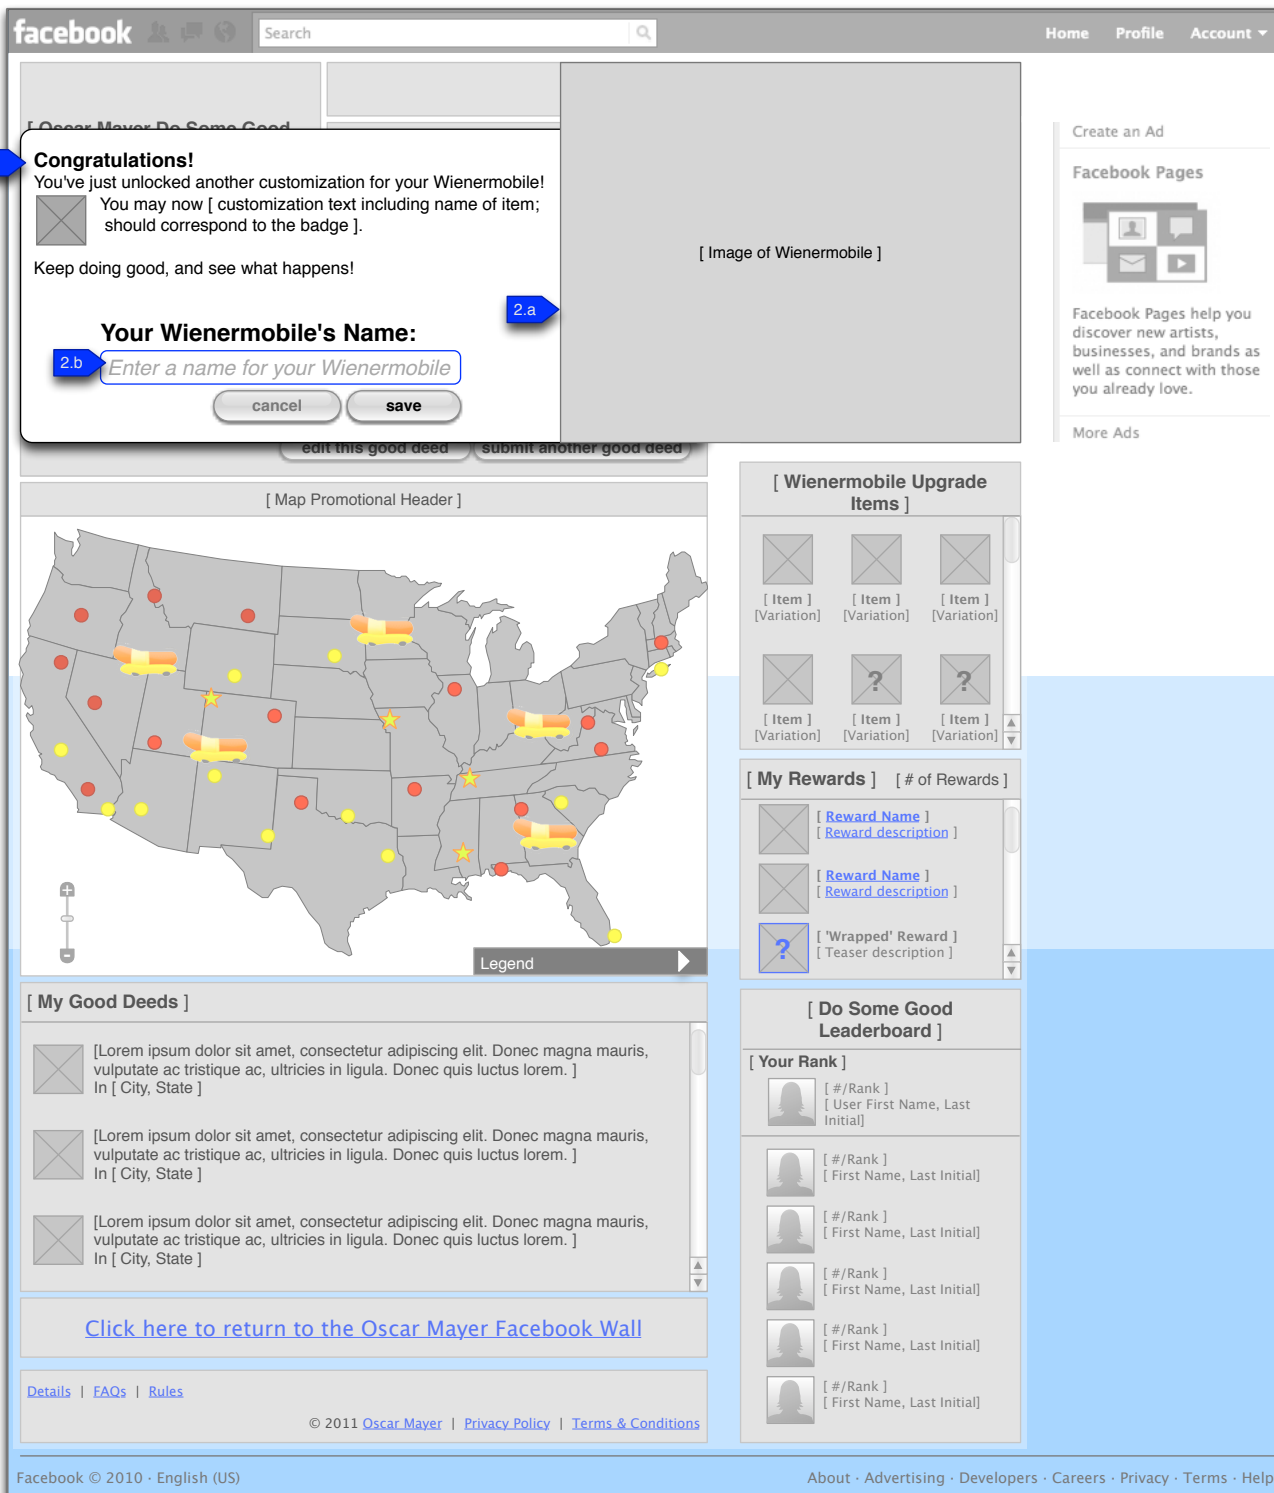 facebook
Search
Home Profile Account
[ Oscar Mayer Do Some Good
Congratulations!
You've just unlocked another customization for your Wienermobile!
You may now [ customization text including name of item;
should correspond to the badge ].
Keep doing good, and see what happens!
2.a
Your Wienermobile's Name:
2.b
Enter a name for your Wienermobile
cancel
save
[ Image of Wienermobile ]
edit this good deed
submit another good deed
Create an Ad
Facebook Pages
Facebook Pages help you
discover new artists,
businesses, and brands as
well as connect with those
you already love.
More Ads
[ Map Promotional Header ]
Legend
[ Wienermobile Upgrade
Items ]
[ Item ] [ Item ] [ Item ]
[Variation] [Variation] [Variation]
? ?
[ Item ] [ Item ] [ Item ]
[Variation] [Variation] [Variation]
[ My Rewards ] [ # of Rewards ]
[ Reward Name ]
[ Reward description ]
[ Reward Name ]
[ Reward description ]
?
[ 'Wrapped' Reward ]
[ Teaser description ]
[ My Good Deeds ]
[Lorem ipsum dolor sit amet, consectetur adipiscing elit. Donec magna mauris,
vulputate ac tristique ac, ultricies in ligula. Donec quis luctus lorem. ]
In [ City, State ]
[Lorem ipsum dolor sit amet, consectetur adipiscing elit. Donec magna mauris,
vulputate ac tristique ac, ultricies in ligula. Donec quis luctus lorem. ]
In [ City, State ]
[Lorem ipsum dolor sit amet, consectetur adipiscing elit. Donec magna mauris,
vulputate ac tristique ac, ultricies in ligula. Donec quis luctus lorem. ]
In [ City, State ]
[ Do Some Good
Leaderboard ]
[ Your Rank ]
[ #/Rank ]
[ User First Name, Last
Initial]
[ #/Rank ]
[ First Name, Last Initial]
[ #/Rank ]
[ First Name, Last Initial]
[ #/Rank ]
[ First Name, Last Initial]
[ #/Rank ]
[ First Name, Last Initial]
[ #/Rank ]
[ First Name, Last Initial]
Click here to return to the Oscar Mayer Facebook Wall
Details | FAQs | Rules
© 2011 Oscar Mayer | Privacy Policy | Terms & Conditions
Facebook © 2010 · English (US)
About · Advertising · Developers · Careers · Privacy · Terms · Help